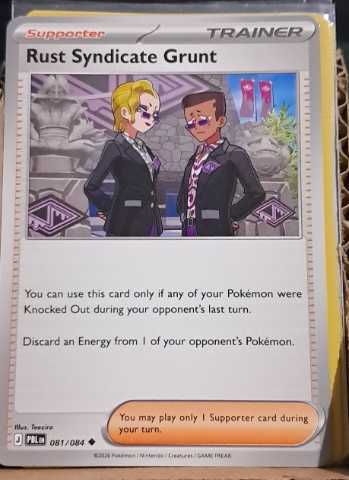 Supporter
TRAINER
Rust Syndicate Grunt
You can use this card only if any of your Pokémon were
Knocked Out during your opponent's last turn.
Discard an Energy from 1 of your opponent's Pokémon.
Illus. Teeziro
You may play only 1 Supporter card during
your turn.
J PBL EN 081/084
©2026 Pokémon / Nintendo / Creatures / GAME FREAK